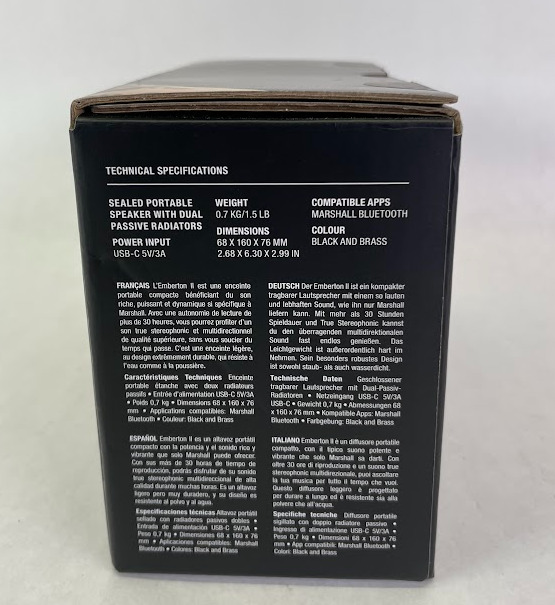 TECHNICAL SPECIFICATIONS
SEALED PORTABLE
SPEAKER WITH DUAL
PASSIVE RADIATORS
POWER INPUT
USB-C 5V/3A
WEIGHT
0.7 KG/1.5 LB
DIMENSIONS
68 X 160 X 76 MM
2.68 X 6.30 X 2.99 IN
COMPATIBLE APPS
MARSHALL BLUETOOTH
COLOUR
BLACK AND BRASS
FRANÇAIS L'Emberton II est une enceinte
portable compacte bénéficiant du son
riche, puissant et dynamique si spécifique à
Marshall. Avec une autonomie de lecture de
plus de 30 heures, vous pourrez profiter d'un
son true stereophonic et multidirectionnel
de qualité supérieure, sans vous soucier du
temps qui passe. C'est une enceinte légère,
au design extrêmement durable, qui résiste à
l'eau comme à la poussière.
Caractéristiques Techniques Enceinte
portable étanche avec deux radiateurs
passifs • Entrée d'alimentation USB-C 5V/3A
• Poids 0,7 kg • Dimensions 68 x 160 x 76
mm • Applications compatibles: Marshall
Bluetooth • Couleur: Black and Brass
DEUTSCH Der Emberton II ist ein kompakter
tragbarer Lautsprecher mit einem so lauten
und lebhaften Sound, wie ihn nur Marshall
liefern kann. Mit mehr als 30 Stunden
Spieldauer und True Stereophonic kannst
du den überragenden multidirektionalen
Sound fast endlos genießen. Das
Leichtgewicht ist außerordentlich hart im
Nehmen. Sein besonders robustes Design
ist sowohl staub- als auch wasserdicht.
Technische Daten Geschlossener
tragbarer Lautsprecher mit Dual-Passiv-
Radiatoren • Netzeingang USB-C 5V/3A
USB-C • Gewicht 0,7 kg • Abmessungen 68
x 160 x 76 mm • Kompatible Apps: Marshall
Bluetooth • Farbgebung: Black and Brass
ESPAÑOL Emberton II es un altavoz portátil
compacto con la potencia y el sonido rico y
vibrante que solo Marshall puede ofrecer.
Con sus más de 30 horas de tiempo de
reproducción, podrás disfrutar de su sonido
true stereophonic multidireccional de alta
calidad durante muchas horas. Es un altavoz
ligero pero muy duradero, y su diseño es
resistente al polvo y al agua.
Especificaciones técnicas Altavoz portátil
sellado con radiadores pasivos dobles •
Entrada de alimentación USB-C 5V/3A •
Peso 0.7 kg • Dimensiones 68 x 160 x 76
mm • Aplicaciones compatibles: Marshall
Bluetooth • Colores: Black and Brass
ITALIANO Emberton II è un diffusore portatile
compatto, con il tipico suono potente e
vibrante che solo Marshall sa darti. Con
oltre 30 ore di riproduzione e un suono true
stereophonic multidirezionale, puoi ascoltare
la tua musica per tutto il tempo che vuoi.
Questo diffusore leggero è progettato
per durare a lungo ed è resistente sia alla
polvere che all'acqua.
Specifiche tecniche Diffusore portatile
sigillato con doppio radiatore passivo •
Ingresso di alimentazione USB-C 5V/3A •
Peso 0,7 kg • Dimensioni 68 x 160 x 76
mm • App compatibili: Marshall Bluetooth •
Colori: Black and Brass